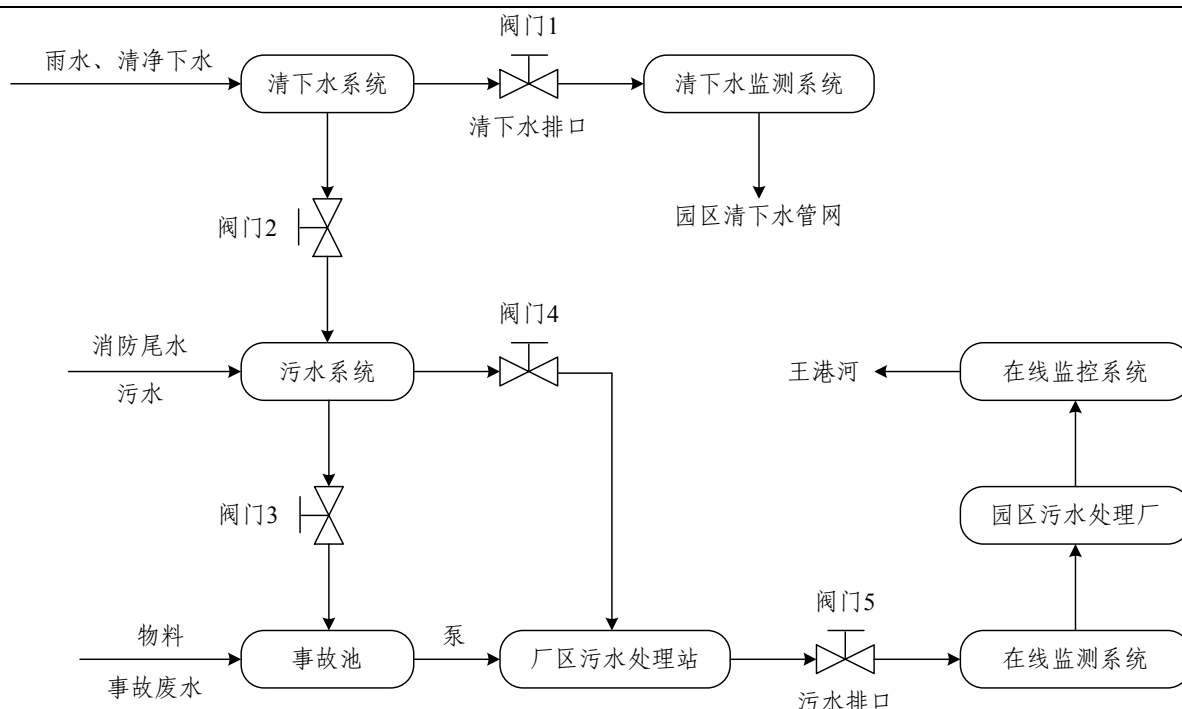 阀门1
雨水、清净下水
清下水系统
清下水监测系统
清下水排口
园区清下水管网
阀门2
阀门4
消防尾水
污水系统
王港河
在线监控系统
污水
阀门3
园区污水处理厂
阀门5
物料
事故池
泵
厂区污水处理站
在线监测系统
事故废水
污水排口